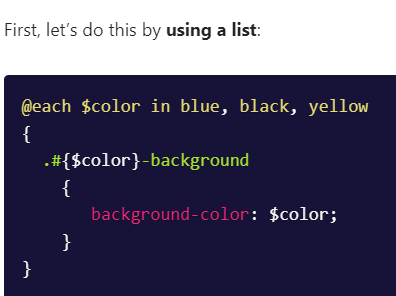 First, let’s do this by using a list:
@each $color in blue, black, yellow
{
  .#{$color}-background
    {
       background-color: $color;
    }
}